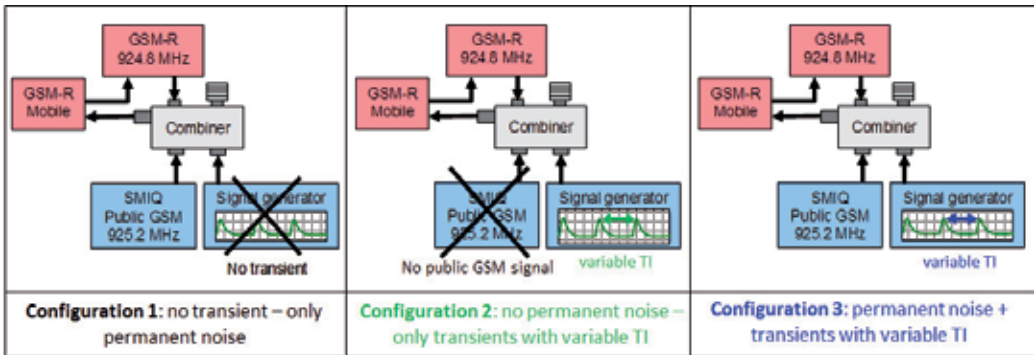 GSM-R
924.8 MHz
GSM-R
Mobile
Combiner
SMIQ
Public GSM
925.2 MHz
Signal generator
No transient
Configuration 1: no transient – only
permanent noise
GSM-R
924.8 MHz
GSM-R
Mobile
Combiner
SMIQ
Public GSM
925.2 MHz
Signal generator
No public GSM signal
variable TI
Configuration 2: no permanent noise –
only transients with variable TI
GSM-R
924.8 MHz
GSM-R
Mobile
Combiner
SMIQ
Public GSM
925.2 MHz
Signal generator
variable TI
Configuration 3: permanent noise +
transients with variable TI